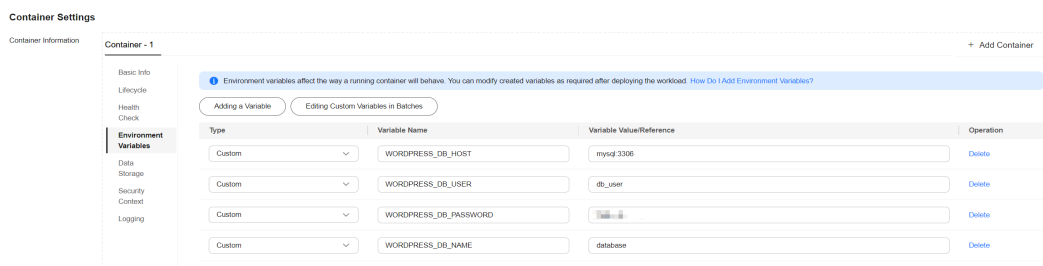 Container Settings
Container Information
Container - 1
+ Add Container
Basic Info
Lifecycle
Health
Check
Environment
Variables
Data
Storage
Security
Context
Logging
Environment variables affect the way a running container will behave. You can modify created variables as required after deploying the workload. How Do I Add Environment Variables?
Adding a Variable Editing Custom Variables in Batches
Type Variable Name Variable Value/Reference Operation
Custom WORDPRESS_DB_HOST mysql:3306 Delete
Custom WORDPRESS_DB_USER db_user Delete
Custom WORDPRESS_DB_PASSWORD Delete
Custom WORDPRESS_DB_NAME database Delete